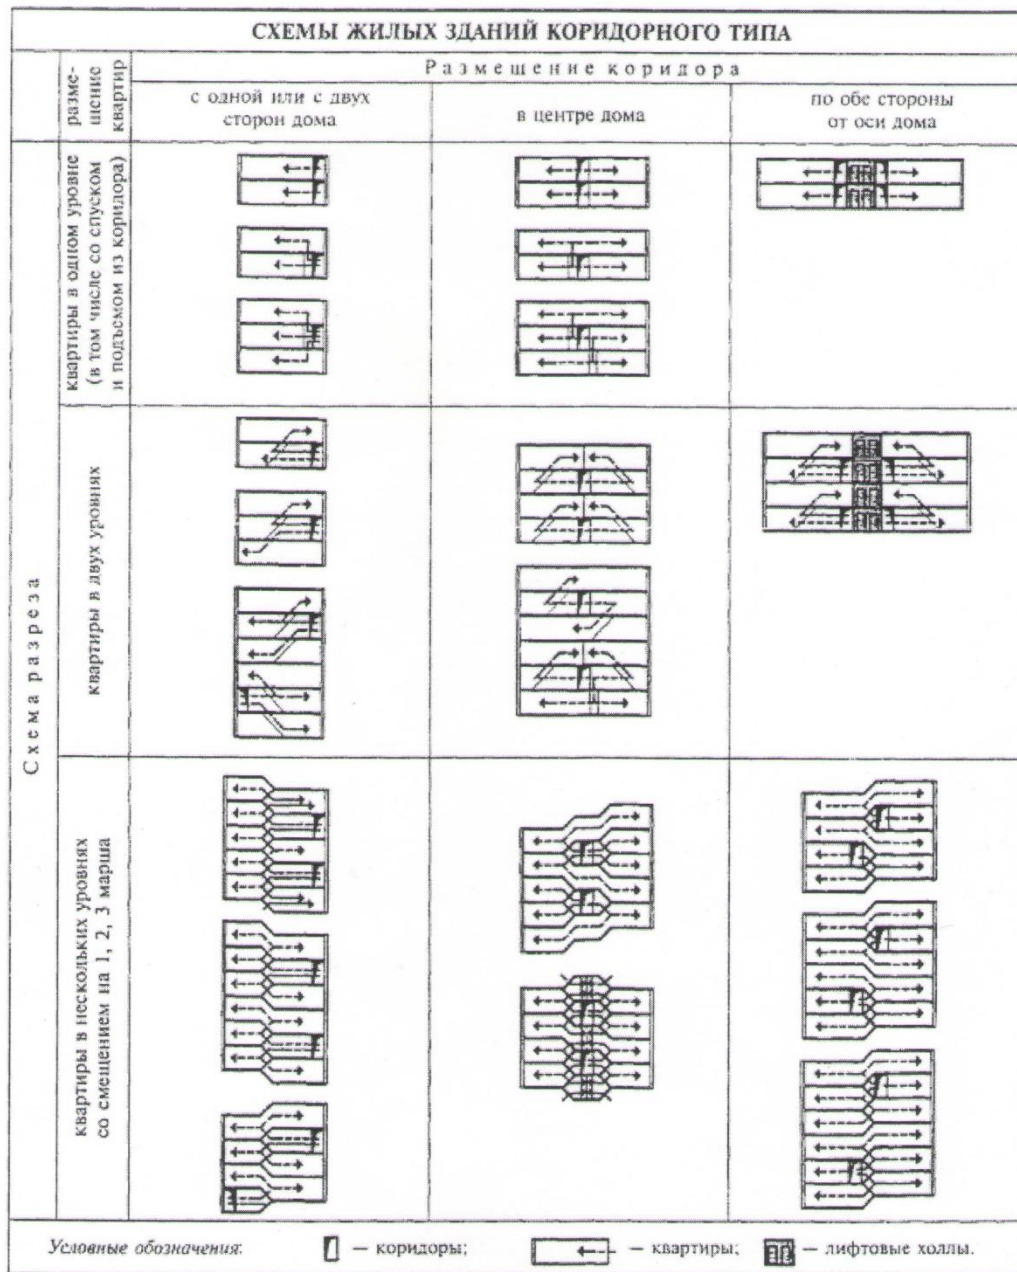 СХЕМЫ ЖИЛЫХ ЗДАНИЙ КОРИДОРНОГО ТИПА
разме-
щение
квартир
Размещение коридора
с одной или с двух
сторон дома
в центре дома
по обе стороны
от оси дома
Схема разреза
квартиры в одном уровне
(в том числе со спуском
и подъемом из коридора)
квартиры в двух уровнях
квартиры в нескольких уровнях
со смещением на 1, 2, 3 марша
Условные обозначения: — коридоры; — квартиры; — лифтовые холлы.